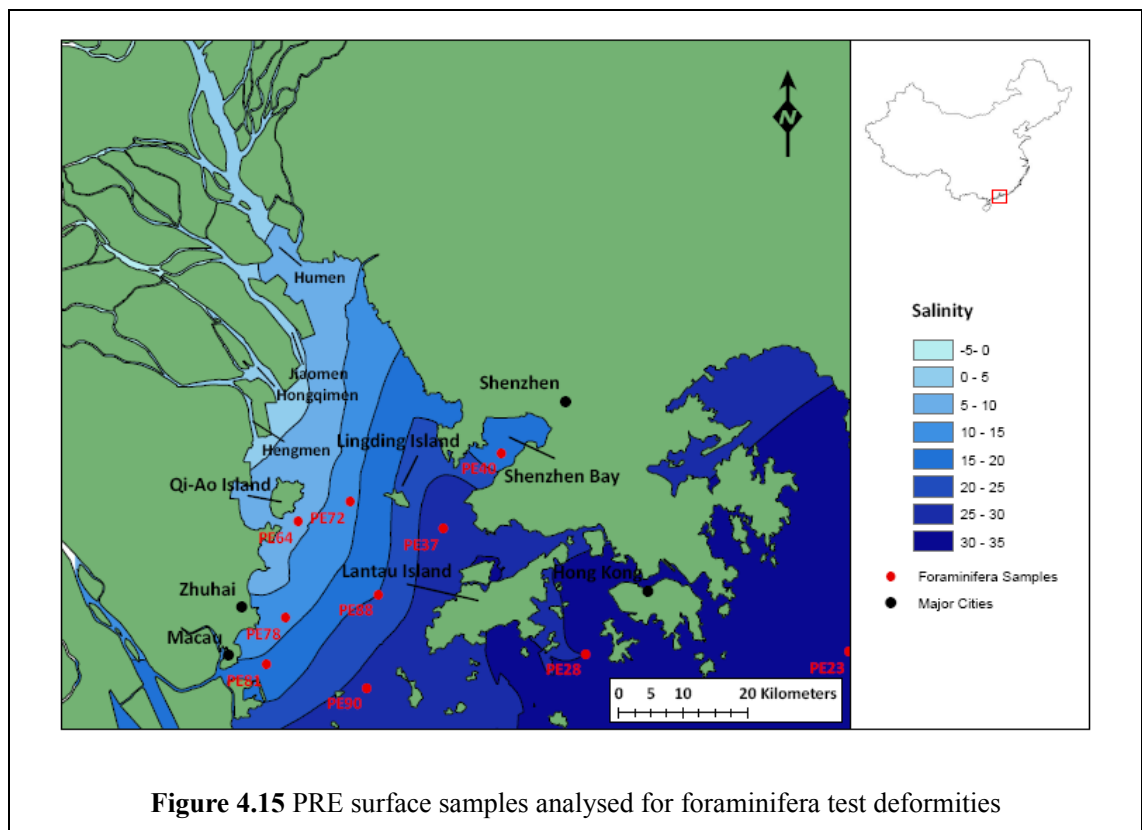 N
Humen
Jiaomen
Hongqimen
Hengmen
Qi-Ao Island
Lingding Island
Shenzhen
Shenzhen Bay
PE40
PE72
PE64
PE37
Lantau Island
Hong Kong
Zhuhai
PE88
PE78
Macau
PE81
PE28
PE23
PE90
0 5 10 20 Kilometers
Salinity
-5- 0
0 - 5
5 - 10
10 - 15
15 - 20
20 - 25
25 - 30
30 - 35
Foraminifera Samples
Major Cities
Figure 4.15 PRE surface samples analysed for foraminifera test deformities